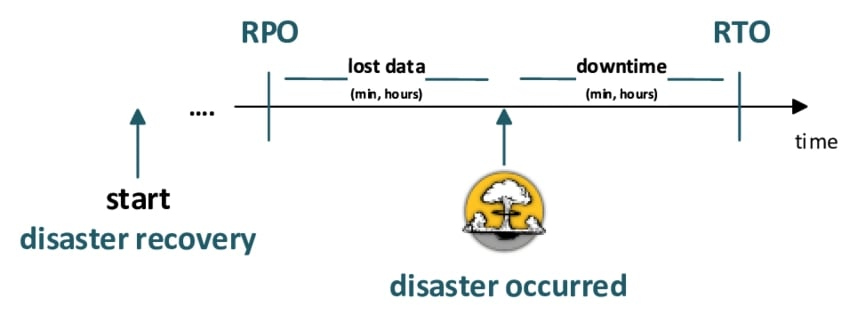 RPO
RTO
lost data
downtime
(min, hours)
(min, hours)
....
time
start
disaster recovery
disaster occurred